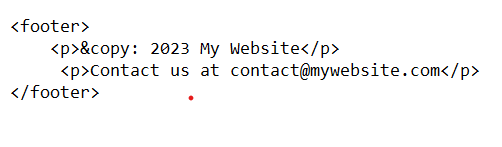 <footer>
    <p>&copy: 2023 My Website</p>
     <p>Contact us at contact@mywebsite.com</p>
</footer>